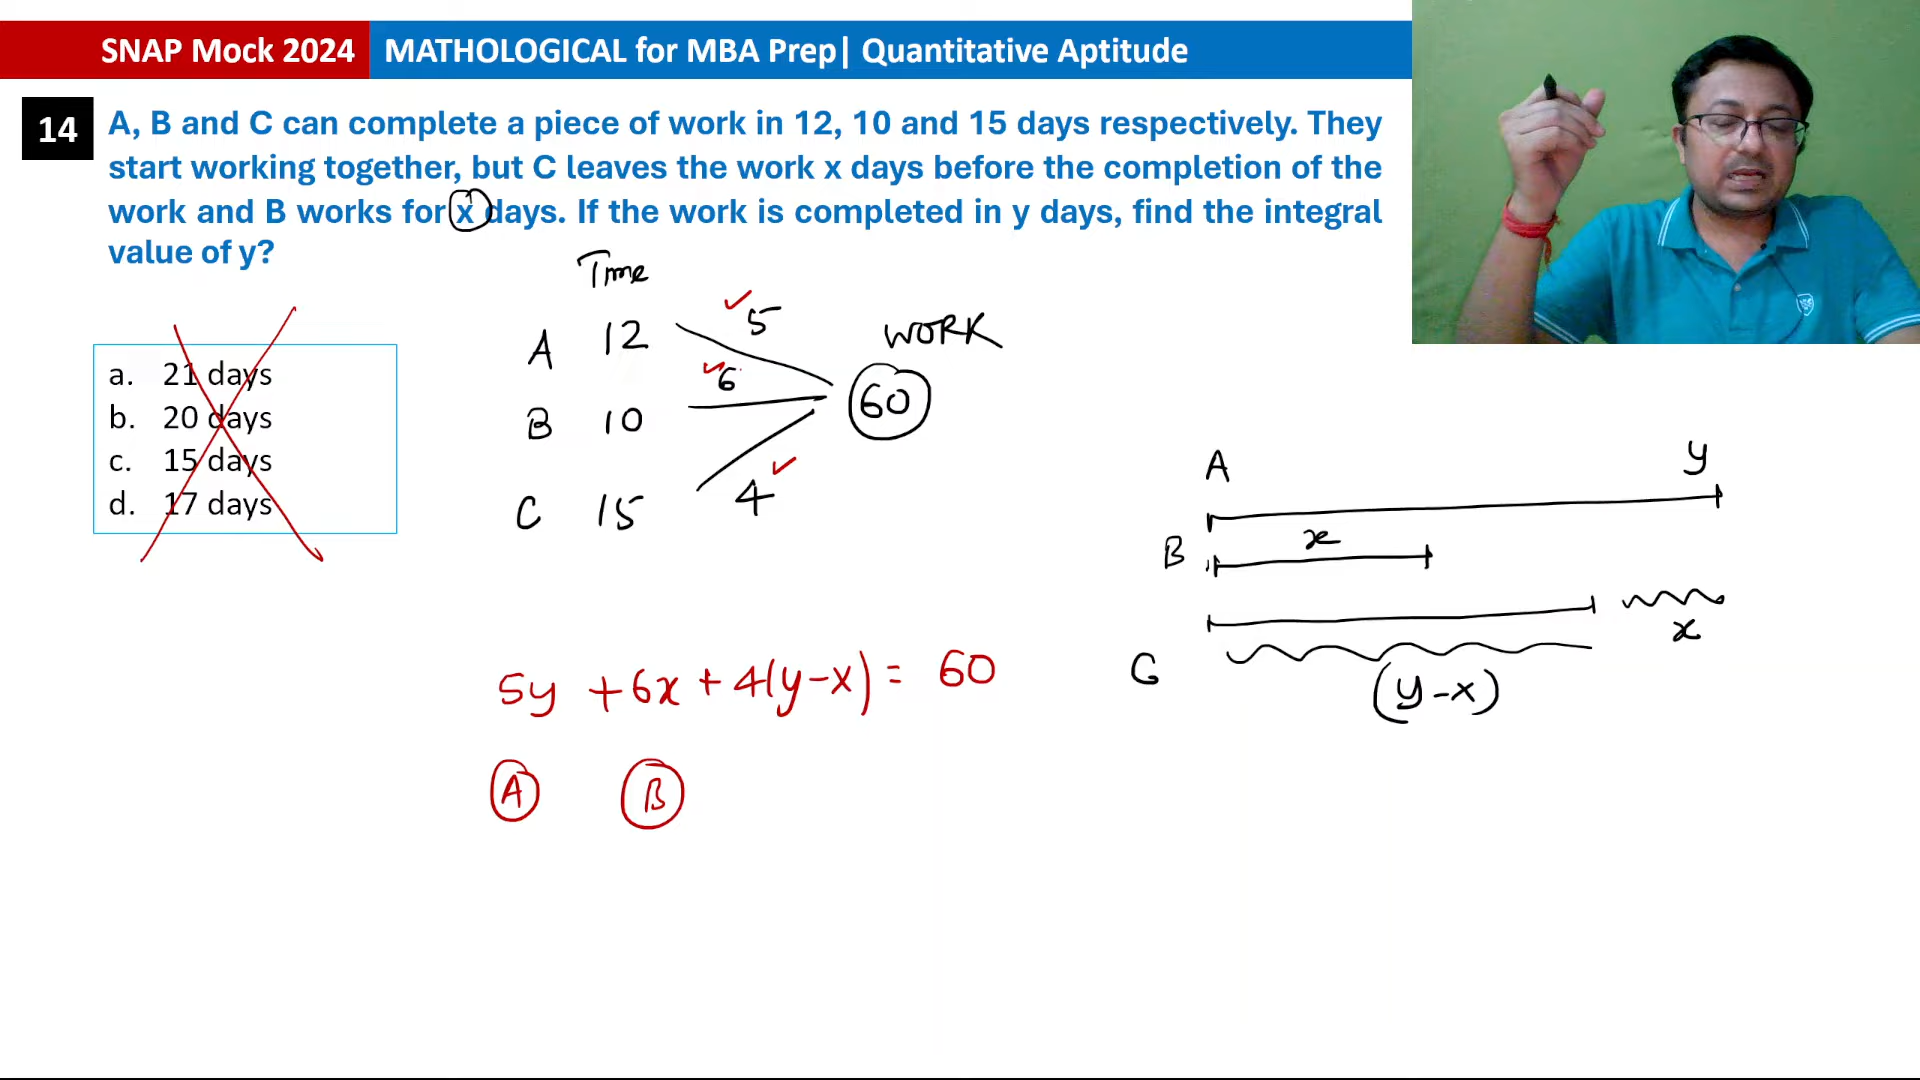 SNAP Mock 2024 MATHOLOGICAL for MBA Prep| Quantitative Aptitude
14 A, B and C can complete a piece of work in 12, 10 and 15 days respectively. They
start working together, but C leaves the work x days before the completion of the
work and B works for x days. If the work is completed in y days, find the integral
value of y?
a. 21 days
b. 20 days
c. 15 days
d. 17 days
Time
A 12 5 WORK
B 10 6 60
C 15 4
A y
B x
x
C (y-x)
5y + 6x + 4(y-x) = 60
A B